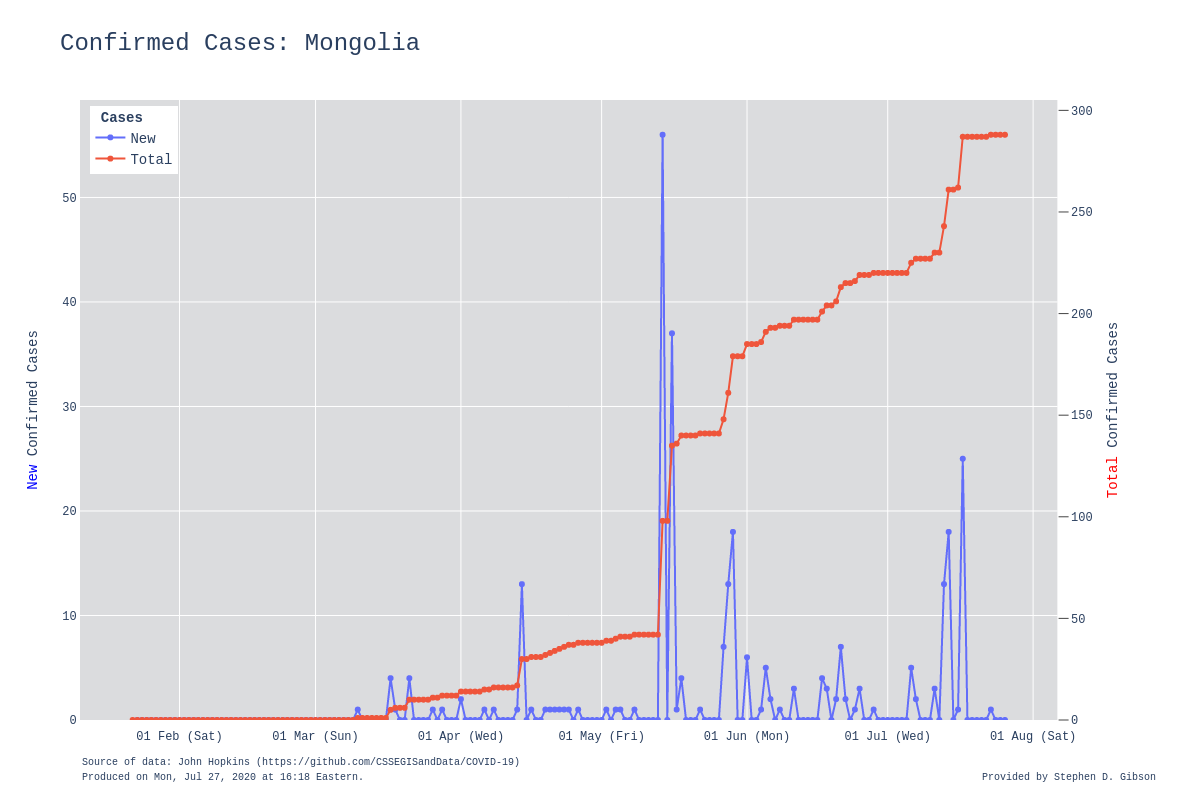 Confirmed Cases: Mongolia
Cases
New
Total
50
40
30
20
10
0
300
250
200
150
100
50
0
New Confirmed Cases
Total Confirmed Cases
01 Feb (Sat)
01 Mar (Sun)
01 Apr (Wed)
01 May (Fri)
01 Jun (Mon)
01 Jul (Wed)
01 Aug (Sat)
Source of data: John Hopkins (https://github.com/CSSEGISandData/COVID-19)
Produced on Mon, Jul 27, 2020 at 16:18 Eastern.
Provided by Stephen D. Gibson